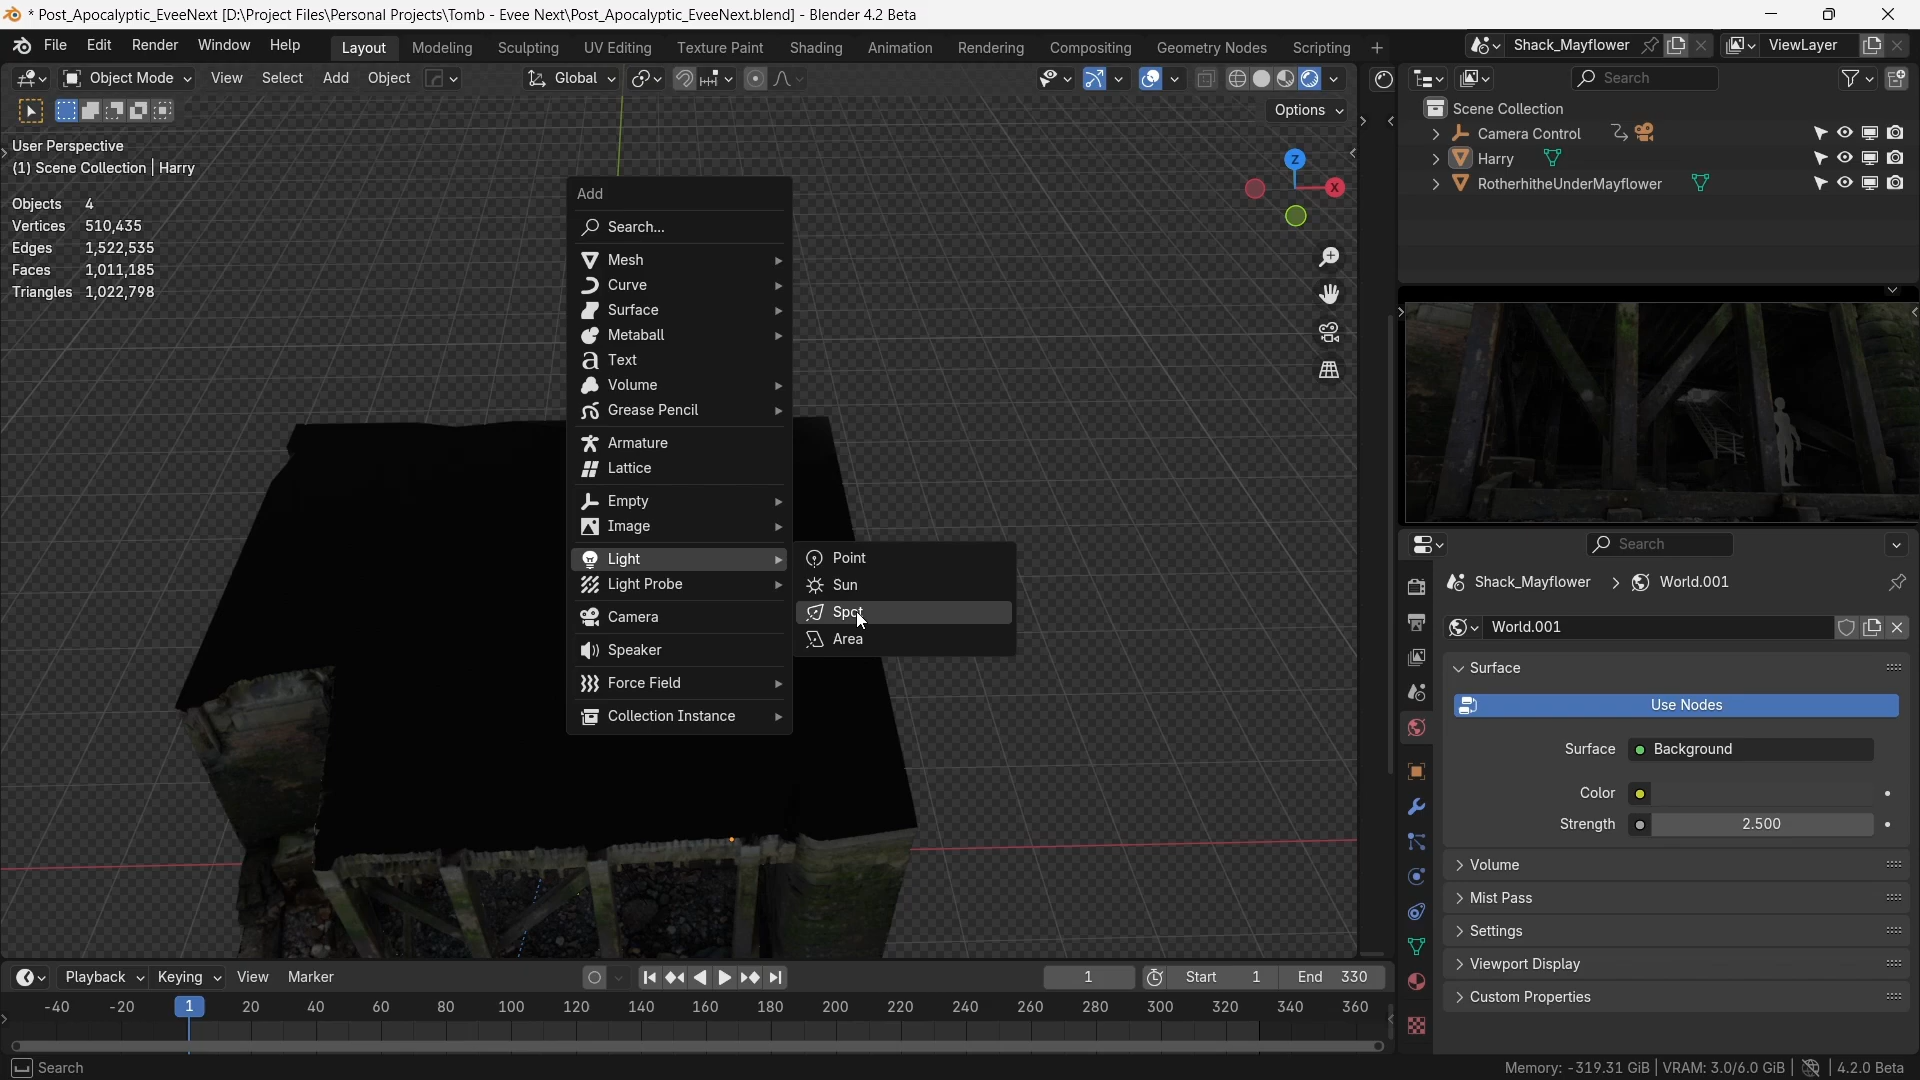 * Post_Apocalyptic_EveeNext [D:\Project Files\Personal Projects\Tomb - Evee Next\Post_Apocalyptic_EveeNext.blend] - Blender 4.2 Beta
File Edit Render Window Help Layout Modeling Sculpting UV Editing Texture Paint Shading Animation Rendering Compositing Geometry Nodes Scripting + Shack_Mayflower ViewLayer
Object Mode View Select Add Object Global Search
Options
User Perspective
(1) Scene Collection | Harry
Objects 4
Vertices 510,435
Edges 1,522,535
Faces 1,011,185
Triangles 1,022,798
Z
X
Add
Search...
Mesh
Curve
Surface
Metaball
Text
Volume
Grease Pencil
Armature
Lattice
Empty
Image
Light
Light Probe
Camera
Speaker
Force Field
Collection Instance
Point
Sun
Spot
Area
Scene Collection
Camera Control
Harry
RotherhitheUnderMayflower
Search
Shack_Mayflower > World.001
World.001
Surface
Use Nodes
Surface Background
Color
Strength 2.500
Volume
Mist Pass
Settings
Viewport Display
Custom Properties
Playback Keying View Marker 1 Start 1 End 330
-40 -20 1 20 40 60 80 100 120 140 160 180 200 220 240 260 280 300 320 340 360
Search
Memory: -319.31 GiB | VRAM: 3.0/6.0 GiB | 4.2.0 Beta